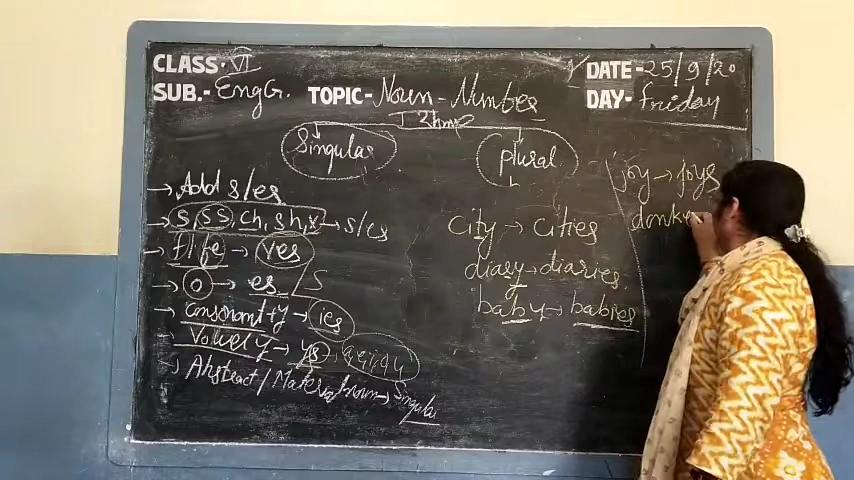 CLASS - VI
SUB. - EngG.
TOPIC - Noun - Number
DATE - 25/9/20
DAY - Friday
Singular
plural
→ Add s/es
→ s, ss, ch, sh, x → s/es
→ f/fe → ves
→ o → es/s
→ consonant+y → ies
→ Vowel y → ys
→ Abstract/Material Noun → Singular
city → cities
diary → diaries
baby → babies
joy → joys
donke